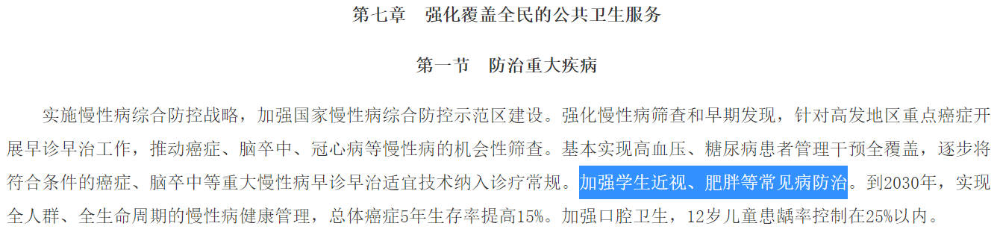 第七章　强化覆盖全民的公共卫生服务
第一节　防治重大疾病
实施慢性病综合防控战略，加强国家慢性病综合防控示范区建设。强化慢性病筛查和早期发现，针对高发地区重点癌症开
展早诊早治工作，推动癌症、脑卒中、冠心病等慢性病的机会性筛查。基本实现高血压、糖尿病患者管理干预全覆盖，逐步将
符合条件的癌症、脑卒中等重大慢性病早诊早治适宜技术纳入诊疗常规。加强学生近视、肥胖等常见病防治。到2030年，实现
全人群、全生命周期的慢性病健康管理，总体癌症5年生存率提高15%。加强口腔卫生，12岁儿童患龋率控制在25%以内。